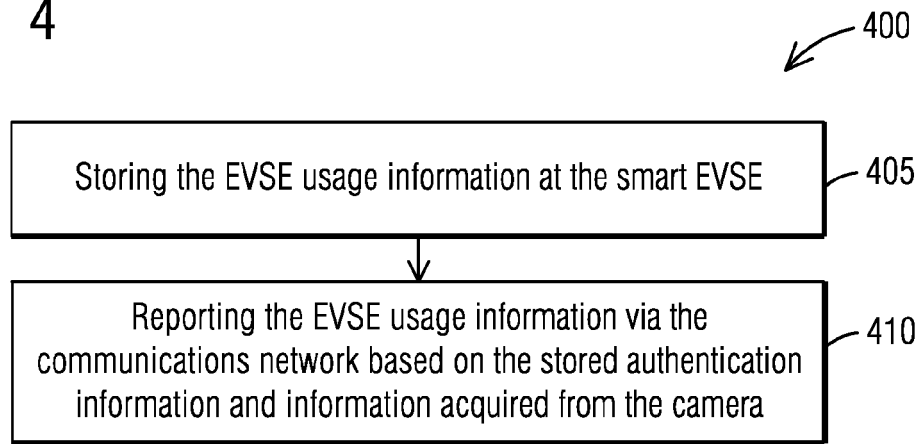 4
400
Storing the EVSE usage information at the smart EVSE
405
Reporting the EVSE usage information via the
communications network based on the stored authentication
information and information acquired from the camera
410